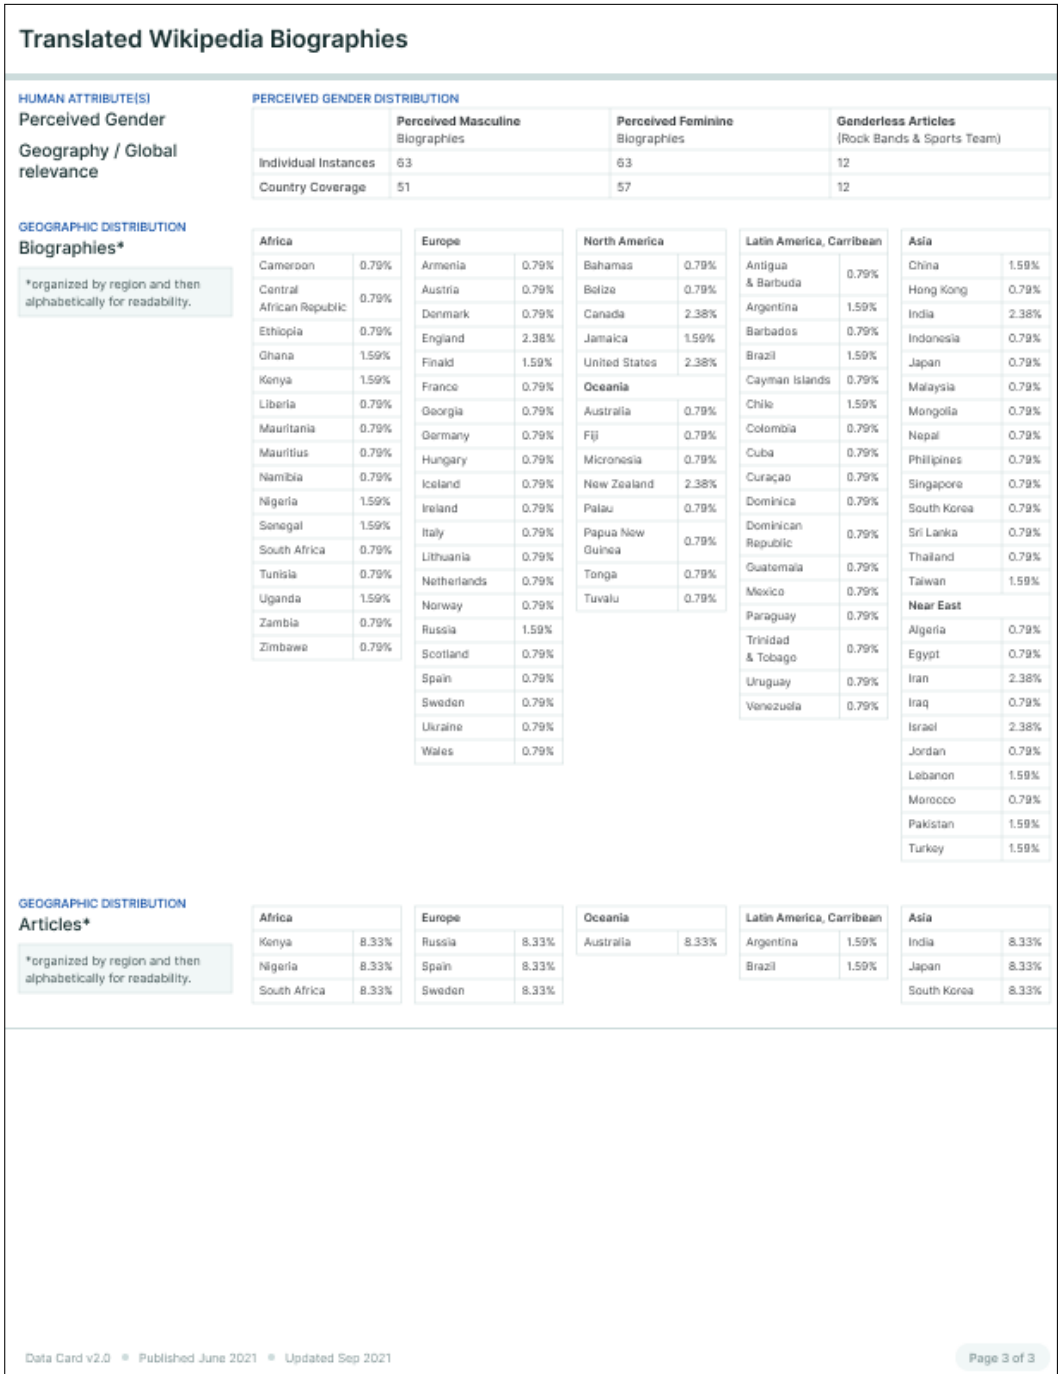 Translated Wikipedia Biographies
HUMAN ATTRIBUTE(S)
Perceived Gender
Geography / Global
relevance
PERCEIVED GENDER DISTRIBUTION
Perceived Masculine Biographies Perceived Feminine Biographies Genderless Articles (Rock Bands & Sports Team)
Individual Instances 63 63 12
Country Coverage 51 57 12
GEOGRAPHIC DISTRIBUTION
Biographies*
*organized by region and then
alphabetically for readability.
Africa
Cameroon 0.79%
Central
African Republic 0.79%
Ethiopia 0.79%
Ghana 1.59%
Kenya 1.59%
Liberia 0.79%
Mauritania 0.79%
Mauritius 0.79%
Namibia 0.79%
Nigeria 1.59%
Senegal 1.59%
South Africa 0.79%
Tunisia 0.79%
Uganda 1.59%
Zambia 0.79%
Zimbawe 0.79%
Europe
Armenia 0.79%
Austria 0.79%
Denmark 0.79%
England 2.38%
Finald 1.59%
France 0.79%
Georgia 0.79%
Germany 0.79%
Hungary 0.79%
Iceland 0.79%
Ireland 0.79%
Italy 0.79%
Lithuania 0.79%
Netherlands 0.79%
Norway 0.79%
Russia 1.59%
Scotland 0.79%
Spain 0.79%
Sweden 0.79%
Ukraine 0.79%
Wales 0.79%
North America
Bahamas 0.79%
Belize 0.79%
Canada 2.38%
Jamaica 1.59%
United States 2.38%
Oceania
Australia 0.79%
Fiji 0.79%
Micronesia 0.79%
New Zealand 2.38%
Palau 0.79%
Papua New
Guinea 0.79%
Tonga 0.79%
Tuvalu 0.79%
Latin America, Carribean
Antigua
& Barbuda 0.79%
Argentina 1.59%
Barbados 0.79%
Brazil 1.59%
Cayman Islands 0.79%
Chile 1.59%
Colombia 0.79%
Cuba 0.79%
Curaçao 0.79%
Dominica 0.79%
Dominican
Republic 0.79%
Guatemala 0.79%
Mexico 0.79%
Paraguay 0.79%
Trinidad
& Tobago 0.79%
Uruguay 0.79%
Venezuela 0.79%
Asia
China 1.59%
Hong Kong 0.79%
India 2.38%
Indonesia 0.79%
Japan 0.79%
Malaysia 0.79%
Mongolia 0.79%
Nepal 0.79%
Phillipines 0.79%
Singapore 0.79%
South Korea 0.79%
Sri Lanka 0.79%
Thailand 0.79%
Taiwan 1.59%
Near East
Algeria 0.79%
Egypt 0.79%
Iran 2.38%
Iraq 0.79%
Israel 2.38%
Jordan 0.79%
Lebanon 1.59%
Morocco 0.79%
Pakistan 1.59%
Turkey 1.59%
GEOGRAPHIC DISTRIBUTION
Articles*
*organized by region and then
alphabetically for readability.
Africa
Kenya 8.33%
Nigeria 8.33%
South Africa 8.33%
Europe
Russia 8.33%
Spain 8.33%
Sweden 8.33%
Oceania
Australia 8.33%
Latin America, Carribean
Argentina 1.59%
Brazil 1.59%
Asia
India 8.33%
Japan 8.33%
South Korea 8.33%
Data Card v2.0 • Published June 2021 • Updated Sep 2021
Page 3 of 3